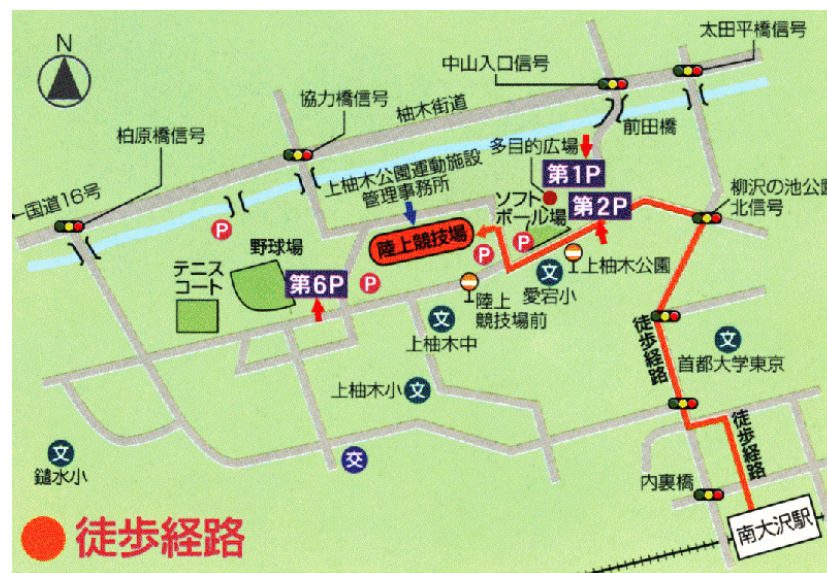 太田平橋信号
N
中山入口信号
協力橋信号
柚木街道
前田橋
柏原橋信号
多目的広場
上柚木公園運動施設
管理事務所
第1P
柳沢の池公園
北信号
←国道16号
ソフト
ボール場
第2P
P
陸上競技場
P
P
野球場
上柚木公園
テニス
コート
第6P
P
文
愛宕小
陸上
競技場前
文
上柚木中
徒歩経路
文
首都大学東京
上柚木小
文
徒歩経路
文
鑓水小
交
内裏橋
南大沢駅
徒歩経路